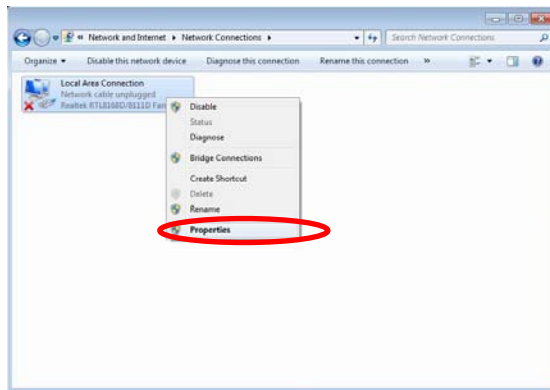 Network and Internet ▸ Network Connections ▸
Search Network Connections
Organize ▾ Disable this network device Diagnose this connection Rename this connection »
Local Area Connection
Network cable unplugged
Realtek RTL8168D/8111D Fam
Disable
Status
Diagnose
Bridge Connections
Create Shortcut
Delete
Rename
Properties